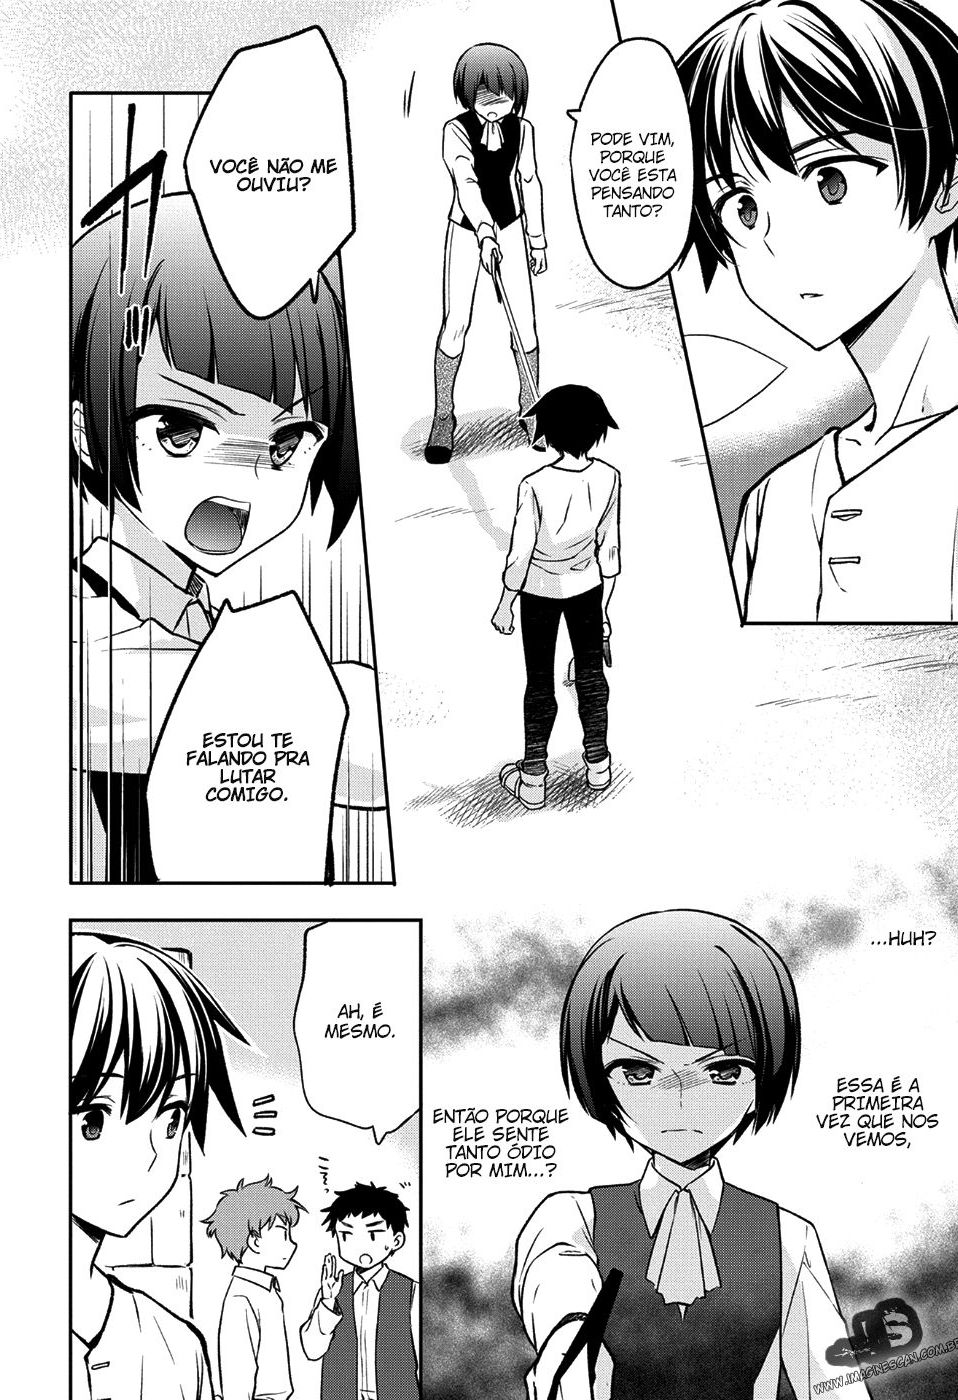 PODE VIM,
PORQUE
VOCÊ ESTA
PENSANDO
TANTO?
VOCÊ NÃO ME
OUVIU?
ESTOU TE
FALANDO PRA
LUTAR
COMIGO.
...HUH?
ESSA É A
PRIMEIRA
VEZ QUE NOS
VEMOS,
ENTÃO PORQUE
ELE SENTE
TANTO ÓDIO
POR MIM...?
AH, É
MESMO.
IS
WWW.IMAGINESCAN.COM.BR